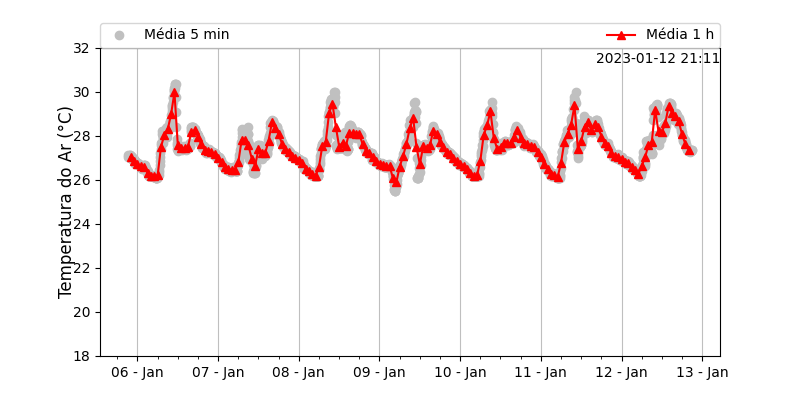 Média 5 min
Média 1 h
2023-01-12 21:11
Temperatura do Ar (°C)
32
30
28
26
24
22
20
18
06 - Jan
07 - Jan
08 - Jan
09 - Jan
10 - Jan
11 - Jan
12 - Jan
13 - Jan